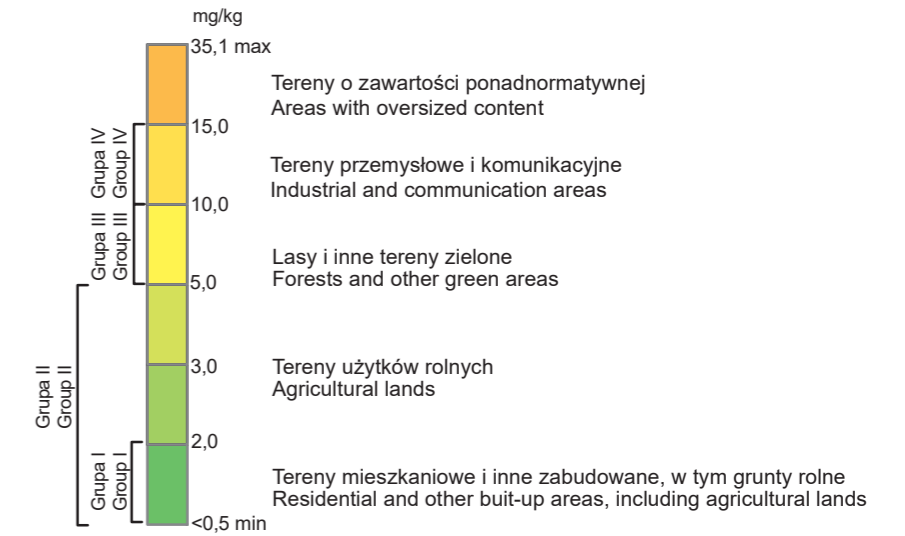 mg/kg
35,1 max
Tereny o zawartości ponadnormatywnej
Areas with oversized content
15,0
Grupa IV
Group IV
Tereny przemysłowe i komunikacyjne
Industrial and communication areas
10,0
Grupa III
Group III
Lasy i inne tereny zielone
Forests and other green areas
5,0
Grupa II
Group II
3,0
Tereny użytków rolnych
Agricultural lands
2,0
Grupa I
Group I
Tereny mieszkaniowe i inne zabudowane, w tym grunty rolne
Residential and other buit-up areas, including agricultural lands
<0,5 min